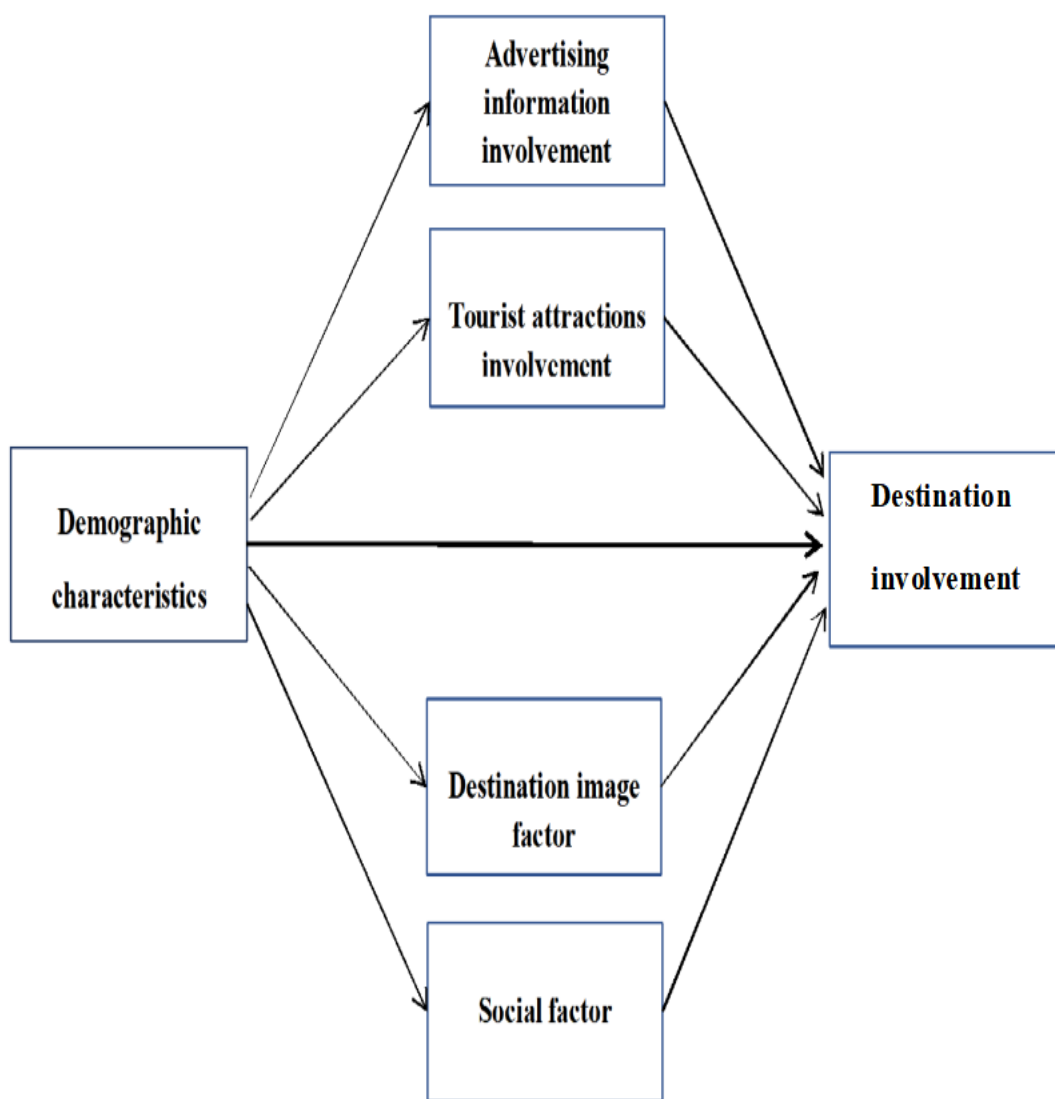 Advertising
information
involvement
Tourist attractions
involvement
Demographic
characteristics
Destination
involvement
Destination image
factor
Social factor